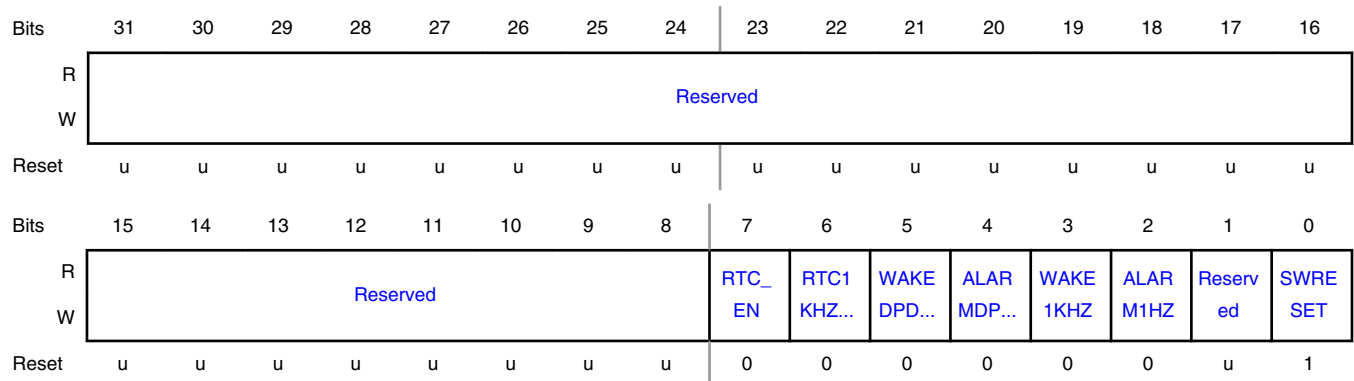 Bits 31 30 29 28 27 26 25 24 23 22 21 20 19 18 17 16
R
Reserved
W
Reset u u u u u u u u u u u u u u u u
Bits 15 14 13 12 11 10 9 8 7 6 5 4 3 2 1 0
R Reserved RTC_ RTC1 WAKE ALAR WAKE ALAR Reserv SWRE
W EN KHZ... DPD... MDP... 1KHZ M1HZ ed SET
Reset u u u u u u u u 0 0 0 0 0 0 u 1